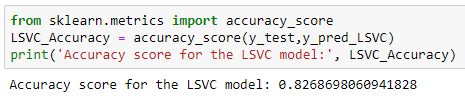 from sklearn.metrics import accuracy_score
LSVC_Accuracy = accuracy_score(y_test,y_pred_LSVC)
print('Accuracy score for the LSVC model:', LSVC_Accuracy)
Accuracy score for the LSVC model: 0.8268698060941828